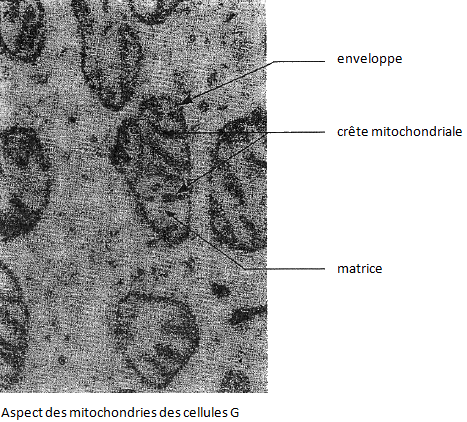 enveloppe
crête mitochondriale
matrice
Aspect des mitochondries des cellules G